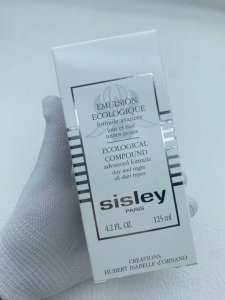 EMULSION
ECOLOGIQUE
formule avancée
jour et nuit
toutes peaux
ECOLOGICAL
COMPOUND
advanced formula
day and night
all skin types
sisley
PARIS
4.2 FL. OZ. 125 ml
CREATIONS
HUBERT ISABELLE d'ORNANO